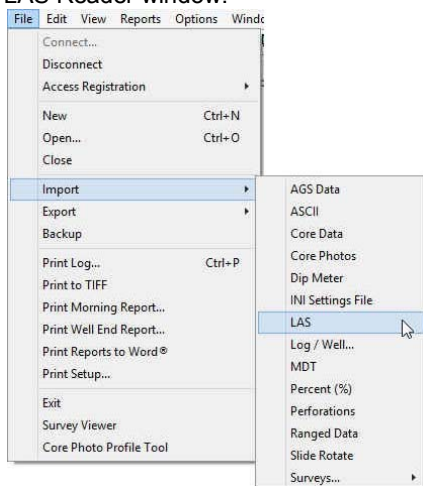 LAS Reader window.
File Edit View Reports Options
Connect...
Disconnect
Access Registration
New Ctrl+N
Open... Ctrl+O
Close
Import
Export
Backup
Print Log... Ctrl+P
Print to TIFF
Print Morning Report...
Print Well End Report...
Print Reports to Word®
Print Setup...
Exit
Survey Viewer
Core Photo Profile Tool
AGS Data
ASCII
Core Data
Core Photos
Dip Meter
INI Settings File
LAS
Log / Well...
MDT
Percent (%)
Perforations
Ranged Data
Slide Rotate
Surveys...